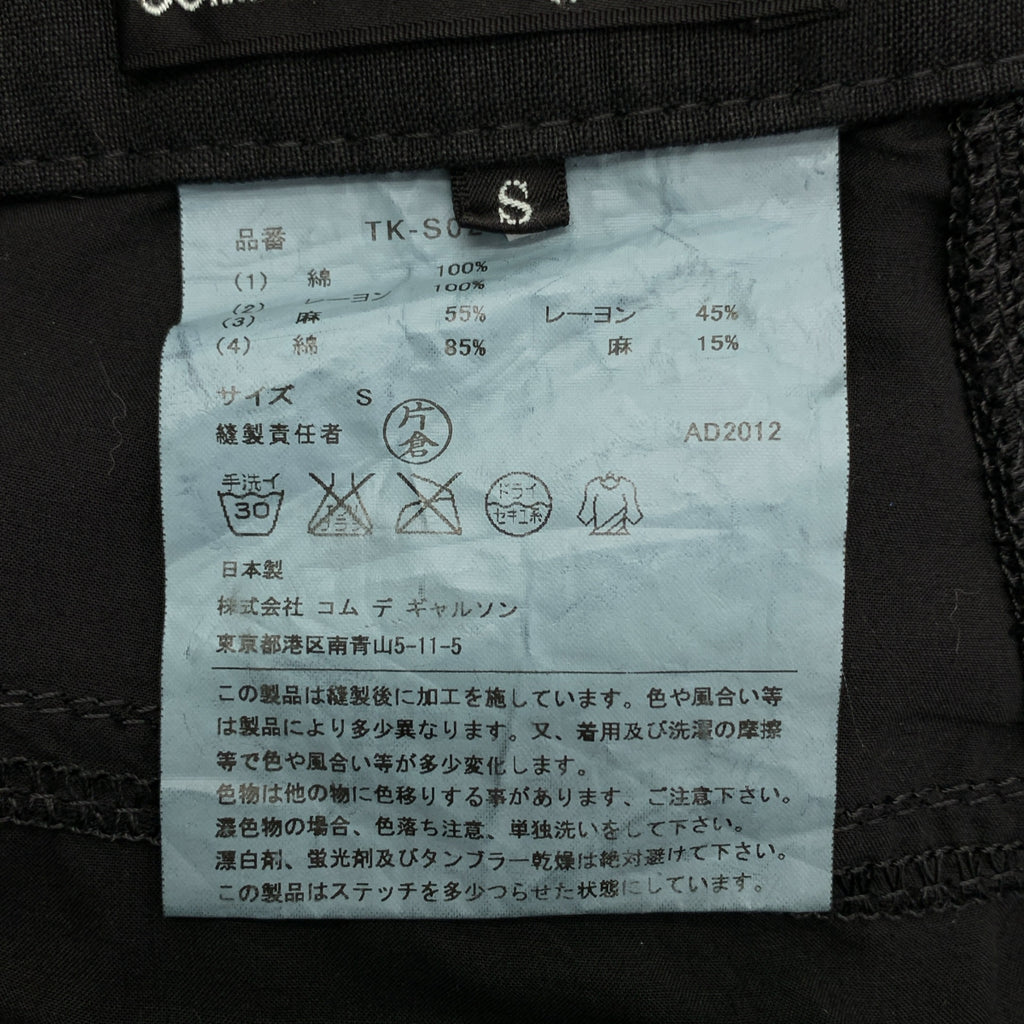 S
品番 TK-S02
(1) 綿 100%
(2) レーヨン 100%
(3) 麻 55% レーヨン 45%
(4) 綿 85% 麻 15%
サイズ S
縫製責任者 片倉 AD2012
手洗イ 30 ドライ セキユ系
日本製
株式会社 コム デ ギャルソン
東京都港区南青山5-11-5
この製品は縫製後に加工を施しています。色や風合い等
は製品により多少異なります。又、着用及び洗濯の摩擦
等で色や風合い等が多少変化します。
色物は他の物に色移りする事があります、ご注意下さい。
濃色物の場合、色落ち注意、単独洗いをして下さい。
漂白剤、蛍光剤及びタンブラー乾燥は絶対避けて下さい。
この製品はステッチを多少つらせた状態にしています。